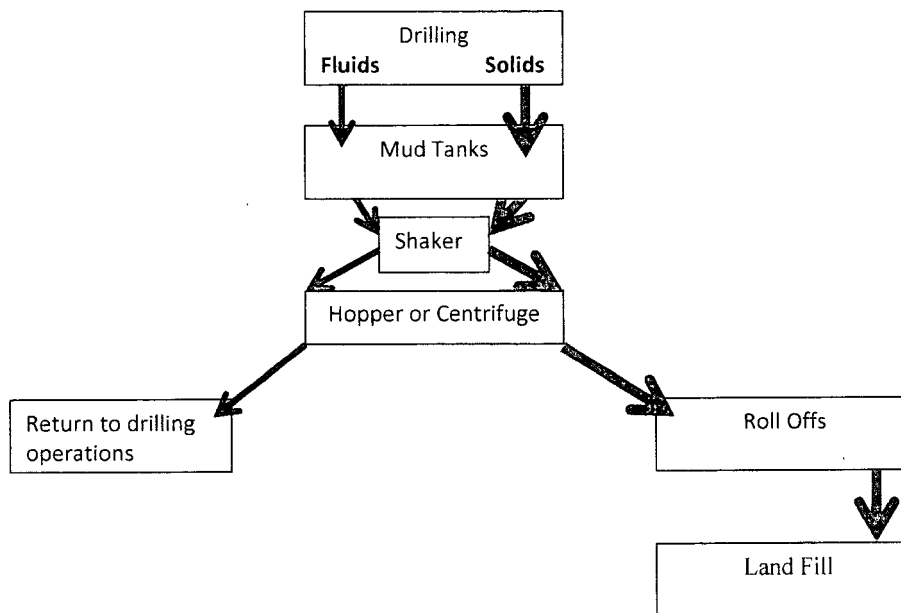 Drilling
Fluids Solids
Mud Tanks
Shaker
Hopper or Centrifuge
Return to drilling
operations
Roll Offs
Land Fill